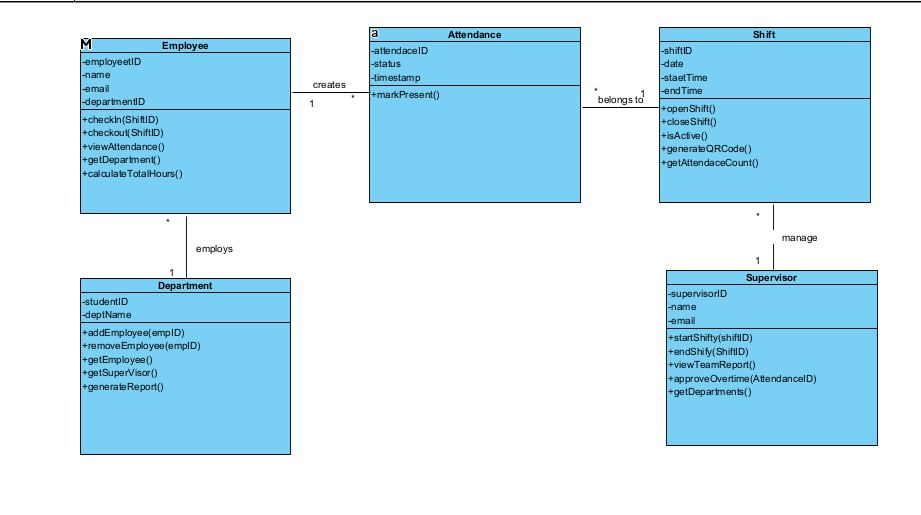 M
Employee
-employeetID
-name
-email
-departmentID
+checkIn(ShiftID)
+checkout(ShiftID)
+viewAttendance()
+getDepartment()
+calculateTotalHours()
creates
1
*
a
Attendance
-attendaceID
-status
-timestamp
+markPresent()
*
1
belongs to
Shift
-shiftID
-date
-staetTime
-endTime
+openShift()
+closeShift()
+isActive()
+generateQRCode()
+getAttendaceCount()
*
employs
1
Department
-studentID
-deptName
+addEmployee(empID)
+removeEmployee(empID)
+getEmployee()
+getSuperVisor()
+generateReport()
*
manage
1
Supervisor
-supervisorID
-name
-email
+startShifty(shiftID)
+endShify(ShiftID)
+viewTeamReport()
+approveOvertime(AttendanceID)
+getDepartments()